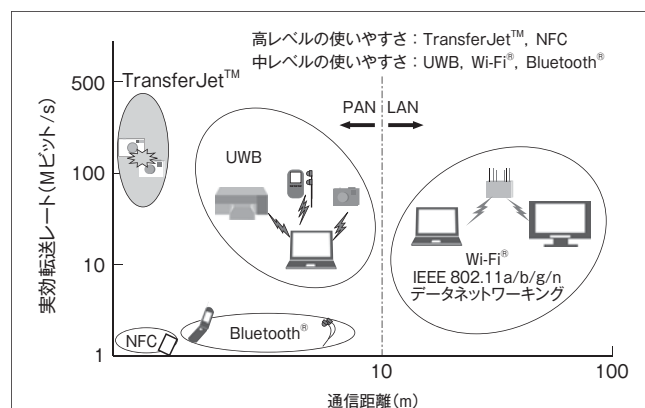 高レベルの使いやすさ：TransferJet™, NFC
中レベルの使いやすさ：UWB, Wi-Fi®, Bluetooth®
TransferJet™
PAN
LAN
UWB
Wi-Fi®
IEEE 802.11a/b/g/n
データネットワーキング
Bluetooth®
NFC
実効転送レート(Mビット/s)
500
100
10
1
10
100
通信距離(m)